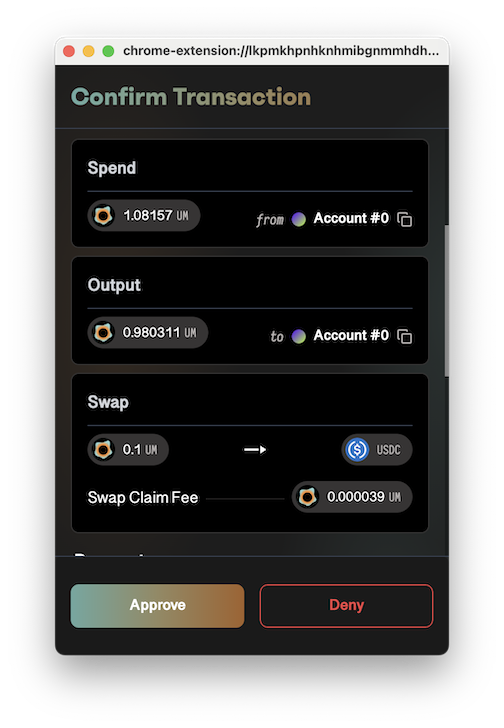 chrome-extension://lkpmkhpnhknhmibgnmmhdh...
Confirm Transaction
Spend
1.08157 UM from Account #0
Output
0.980311 UM to Account #0
Swap
0.1 UM → USDC
Swap Claim Fee 0.000039 UM
Approve Deny